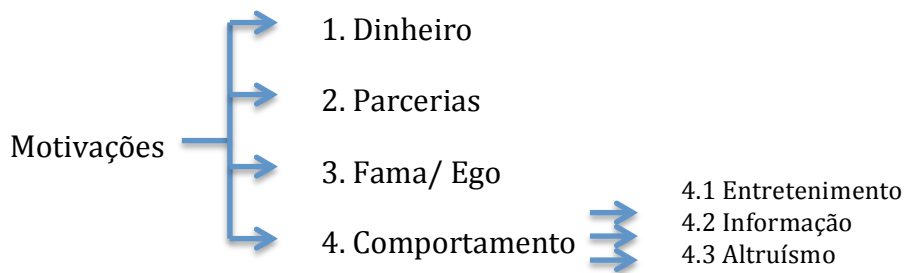 1. Dinheiro
2. Parcerias
Motivações
3. Fama/ Ego
4. Comportamento
4.1 Entretenimento
4.2 Informação
4.3 Altruísmo